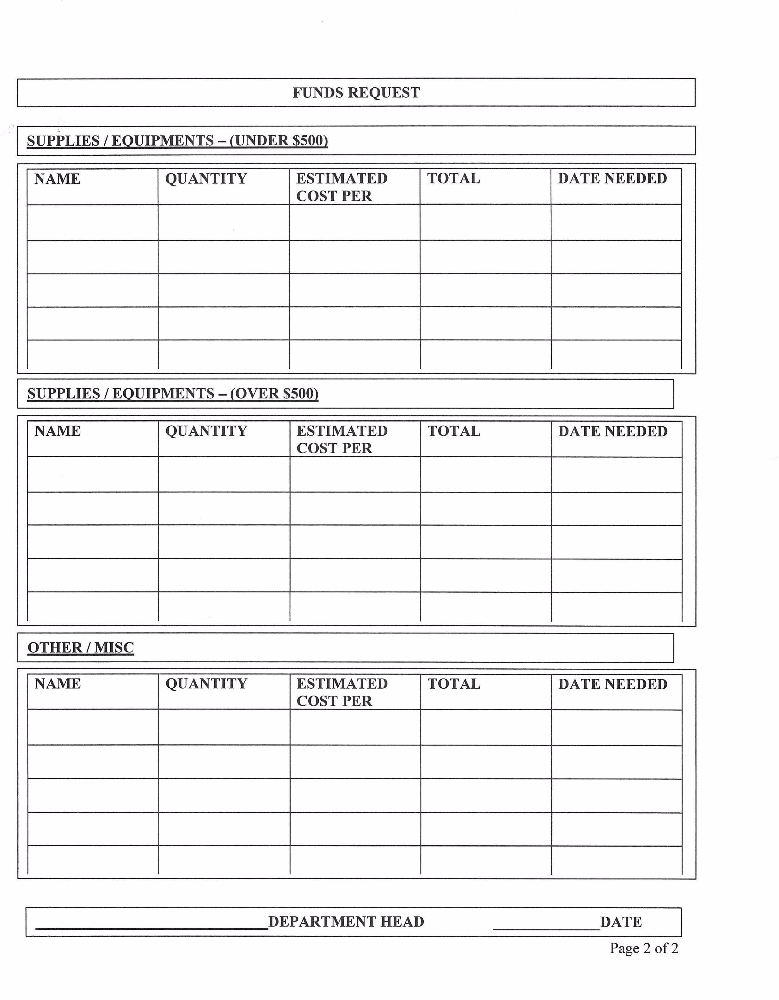 FUNDS REQUEST
SUPPLIES / EQUIPMENTS – (UNDER $500)
NAME QUANTITY ESTIMATED COST PER TOTAL DATE NEEDED
SUPPLIES / EQUIPMENTS – (OVER $500)
NAME QUANTITY ESTIMATED COST PER TOTAL DATE NEEDED
OTHER / MISC
NAME QUANTITY ESTIMATED COST PER TOTAL DATE NEEDED
DEPARTMENT HEAD DATE
Page 2 of 2